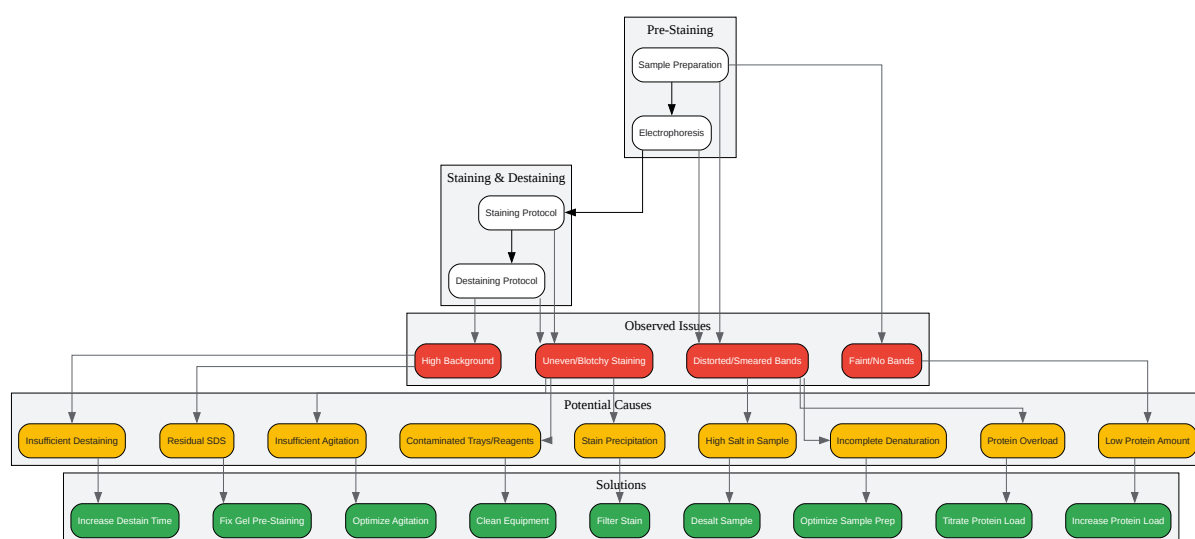 Pre-Staining
Sample Preparation
Electrophoresis
Staining & Destaining
Staining Protocol
Destaining Protocol
Observed Issues
High Background
Uneven/Blotchy Staining
Distorted/Smeared Bands
Faint/No Bands
Potential Causes
Insufficient Destaining
Residual SDS
Insufficient Agitation
Contaminated Trays/Reagents
Stain Precipitation
High Salt in Sample
Incomplete Denaturation
Protein Overload
Low Protein Amount
Solutions
Increase Destain Time
Fix Gel Pre-Staining
Optimize Agitation
Clean Equipment
Filter Stain
Desalt Sample
Optimize Sample Prep
Titrate Protein Load
Increase Protein Load